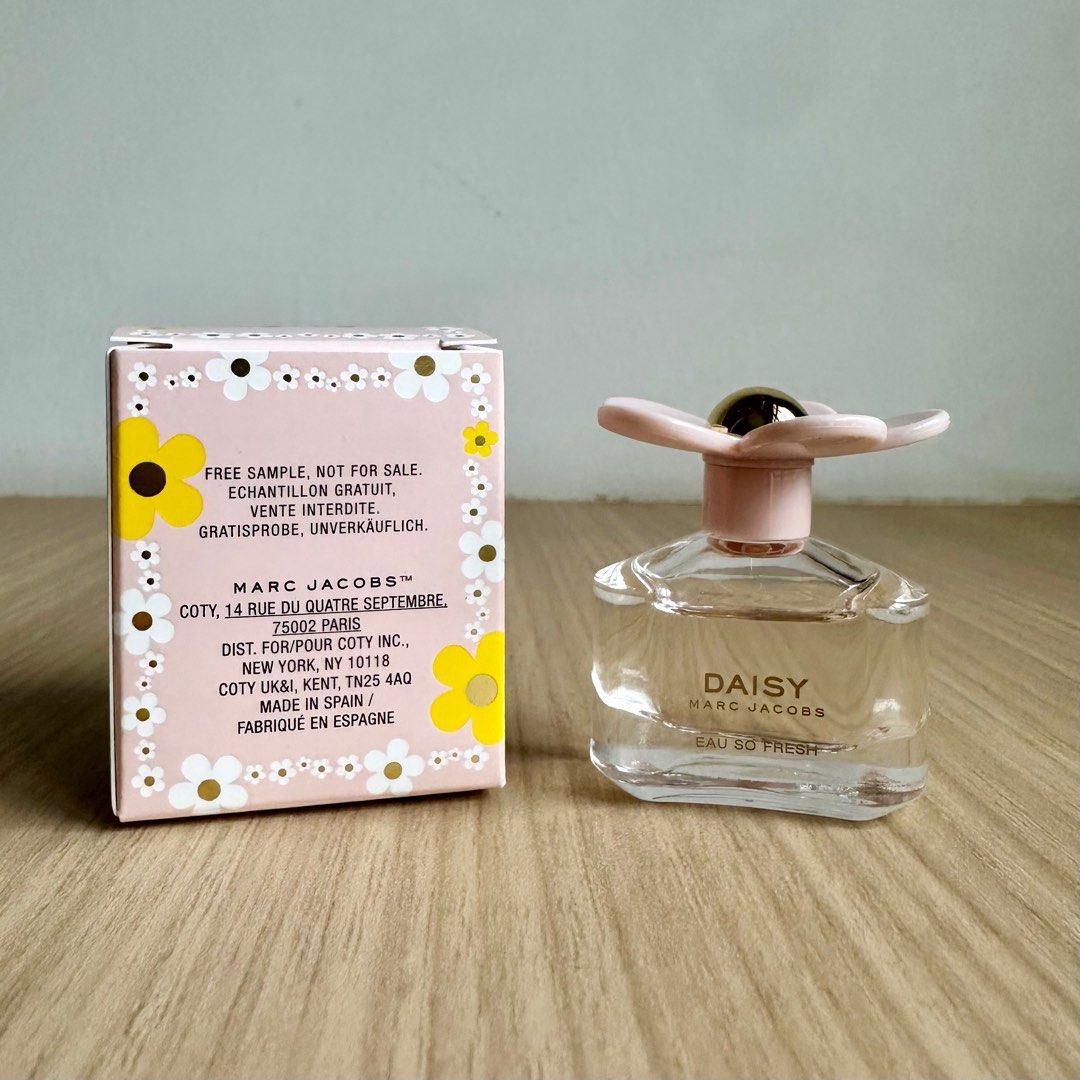 FREE SAMPLE, NOT FOR SALE.
ECHANTILLON GRATUIT,
VENTE INTERDITE.
GRATISPROBE, UNVERKÄUFLICH.
MARC JACOBS™
COTY, 14 RUE DU QUATRE SEPTEMBRE,
75002 PARIS
DIST. FOR/POUR COTY INC.,
NEW YORK, NY 10118
COTY UK&I, KENT, TN25 4AQ
MADE IN SPAIN /
FABRIQUÉ EN ESPAGNE
DAISY
MARC JACOBS
EAU SO FRESH